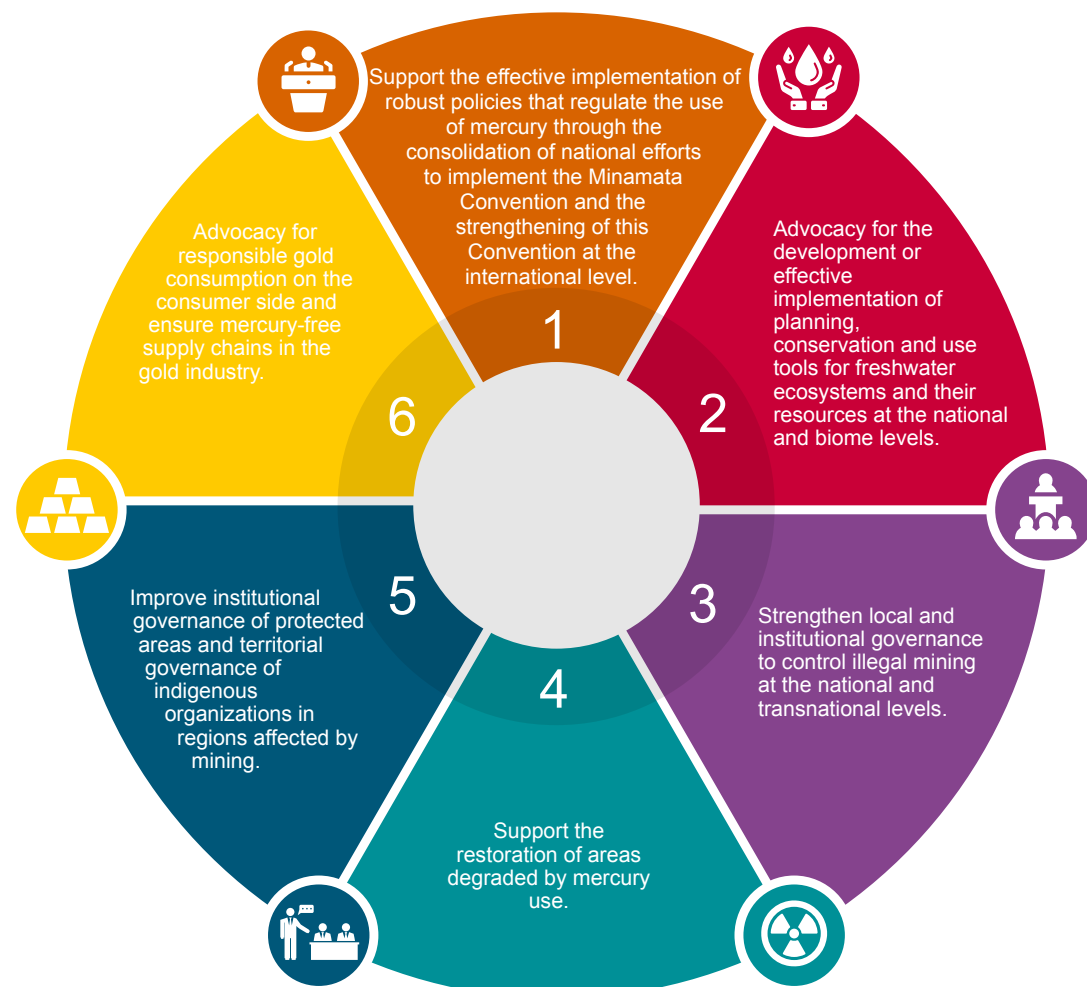 Support the effective implementation of
robust policies that regulate the use
of mercury through the
consolidation of national efforts
to implement the Minamata
Convention and the
strengthening of this
Convention at the
international level.
1
Advocacy for the
development or
effective
implementation of
planning,
conservation and use
tools for freshwater
ecosystems and their
resources at the national
and biome levels.
2
Strengthen local and
institutional governance
to control illegal mining
at the national and
transnational levels.
3
4
Support the
restoration of areas
degraded by mercury
use.
5
Improve institutional
governance of protected
areas and territorial
governance of
indigenous
organizations in
regions affected by
mining.
6
Advocacy for
responsible gold
consumption on the
consumer side and
ensure mercury-free
supply chains in the
gold industry.